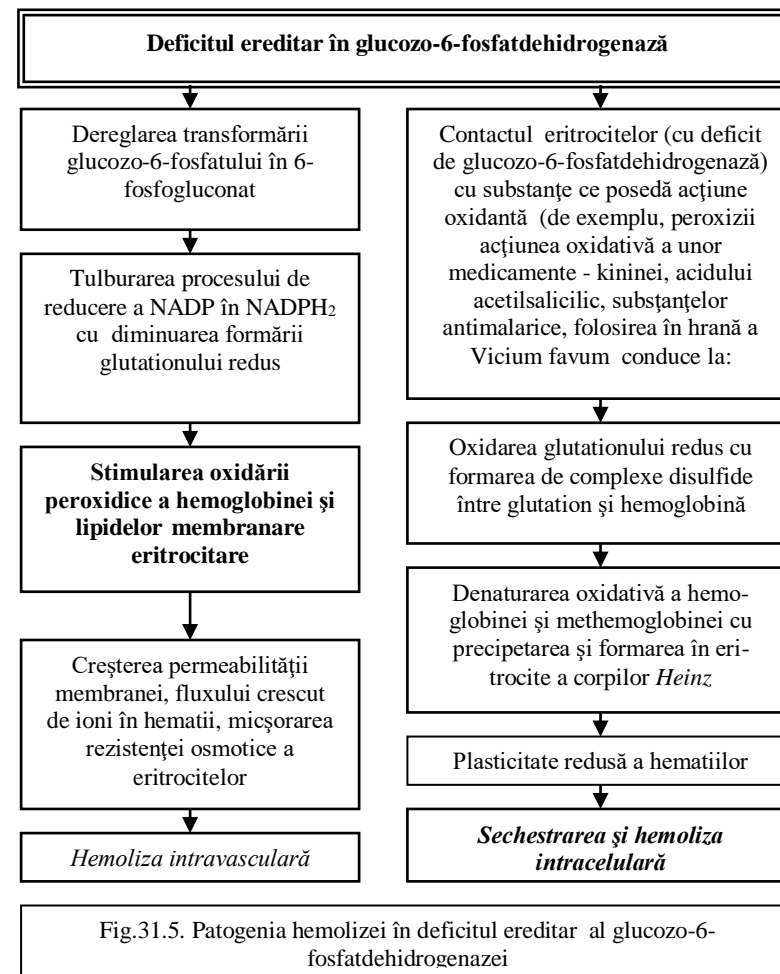 Deficitul ereditar în glucozo-6-fosfatdehidrogenază
Dereglarea transformării
glucozo-6-fosfatului în 6-
fosfogluconat
Tulburarea procesului de
reducere a NADP în NADPH₂
cu diminuarea formării
glutationului redus
Stimularea oxidării
peroxidice a hemoglobinei şi
lipidelor membranare
eritrocitare
Creşterea permeabilităţii
membranei, fluxului crescut
de ioni în hematii, micşorarea
rezistenţei osmotice a
eritrocitelor
Hemoliza intravasculară
Contactul eritrocitelor (cu deficit
de glucozo-6-fosfatdehidrogenază)
cu substanţe ce posedă acţiune
oxidantă (de exemplu, peroxizii
acţiunea oxidativă a unor
medicamente - kininei, acidului
acetilsalicilic, substanţelor
antimalarice, folosirea în hrană a
Vicium favum conduce la:
Oxidarea glutationului redus cu
formarea de complexe disulfide
între glutation şi hemoglobină
Denaturarea oxidativă a hemo-
globinei şi methemoglobinei cu
precipetarea şi formarea în eri-
trocite a corpilor Heinz
Plasticitate redusă a hematiilor
Sechestrarea şi hemoliza
intracelulară
Fig.31.5. Patogenia hemolizei în deficitul ereditar al glucozo-6-
fosfatdehidrogenazei